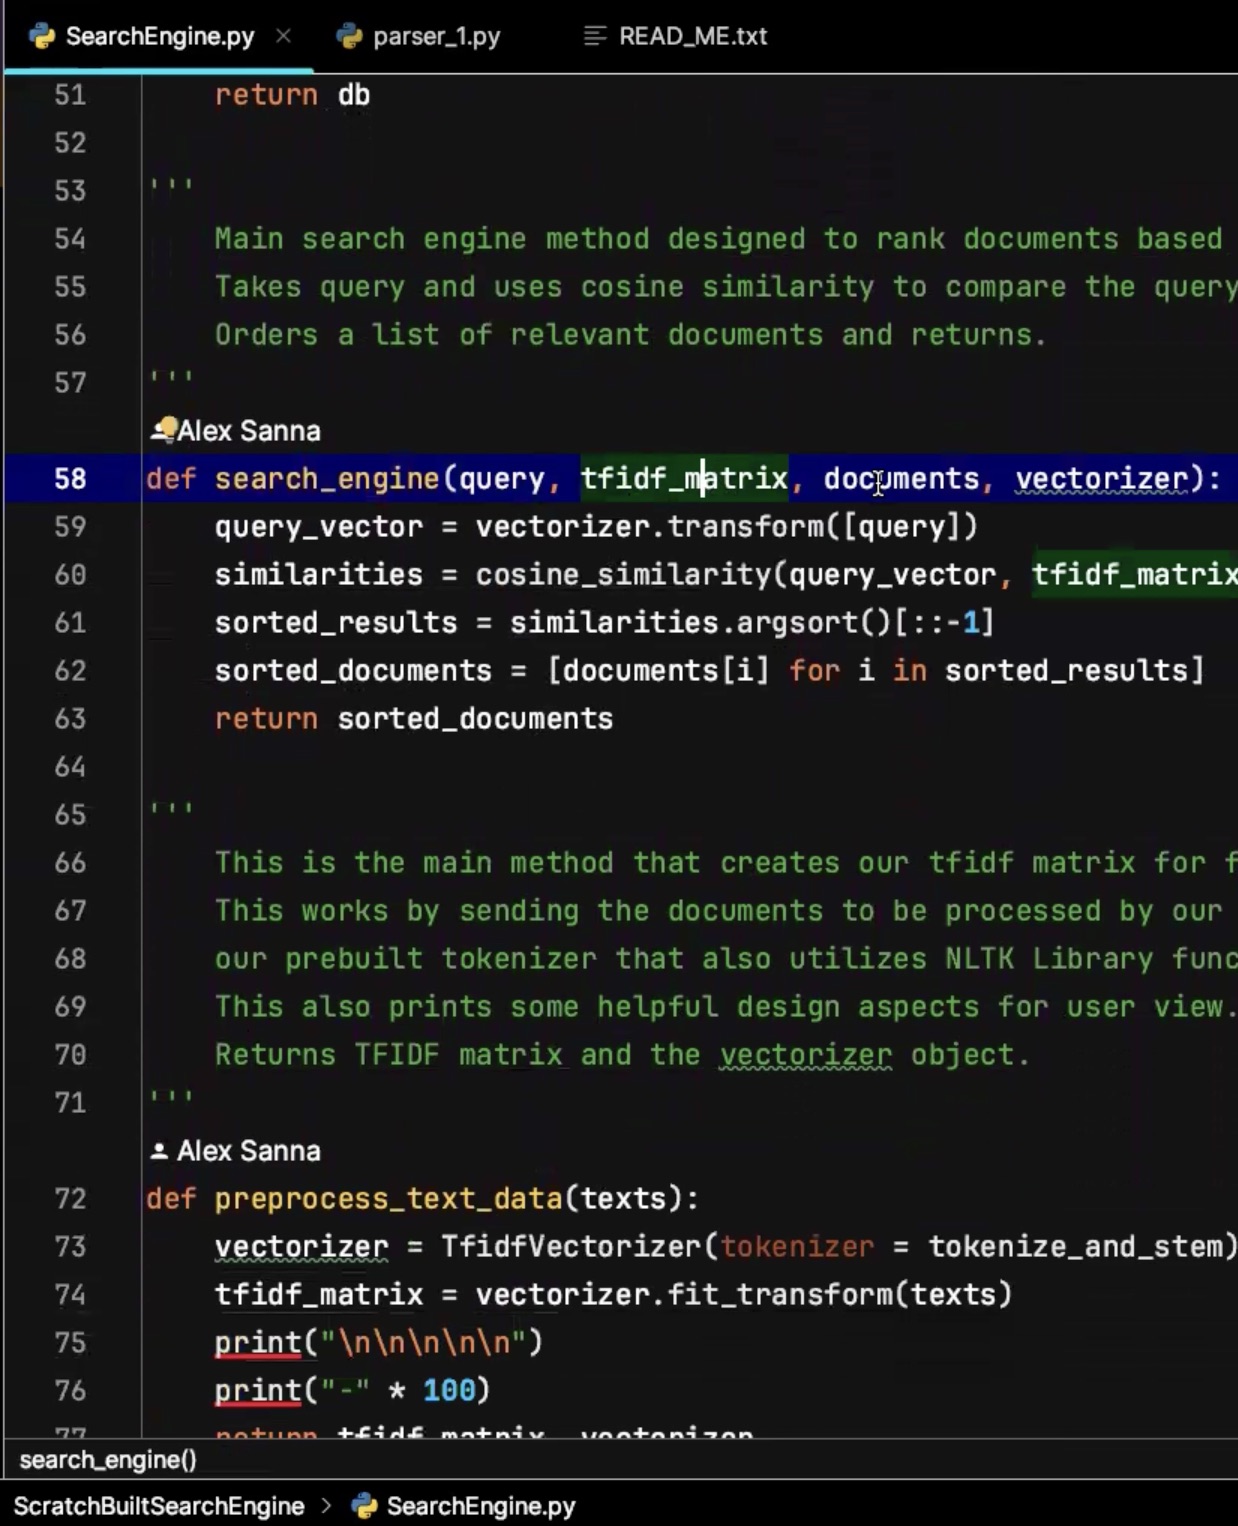 SearchEngine.py × parser_1.py READ_ME.txt
51 return db
52
53 '''
54 Main search engine method designed to rank documents based
55 Takes query and uses cosine similarity to compare the query
56 Orders a list of relevant documents and returns.
57 '''
Alex Sanna
58 def search_engine(query, tfidf_matrix, documents, vectorizer):
59 query_vector = vectorizer.transform([query])
60 similarities = cosine_similarity(query_vector, tfidf_matrix
61 sorted_results = similarities.argsort()[::-1]
62 sorted_documents = [documents[i] for i in sorted_results]
63 return sorted_documents
64
65 '''
66 This is the main method that creates our tfidf matrix for f
67 This works by sending the documents to be processed by our
68 our prebuilt tokenizer that also utilizes NLTK Library func
69 This also prints some helpful design aspects for user view.
70 Returns TFIDF matrix and the vectorizer object.
71 '''
Alex Sanna
72 def preprocess_text_data(texts):
73 vectorizer = TfidfVectorizer(tokenizer = tokenize_and_stem)
74 tfidf_matrix = vectorizer.fit_transform(texts)
75 print("\n\n\n\n\n")
76 print("-" * 100)
77 return tfidf_matrix, vectorizer
search_engine()
ScratchBuiltSearchEngine > SearchEngine.py